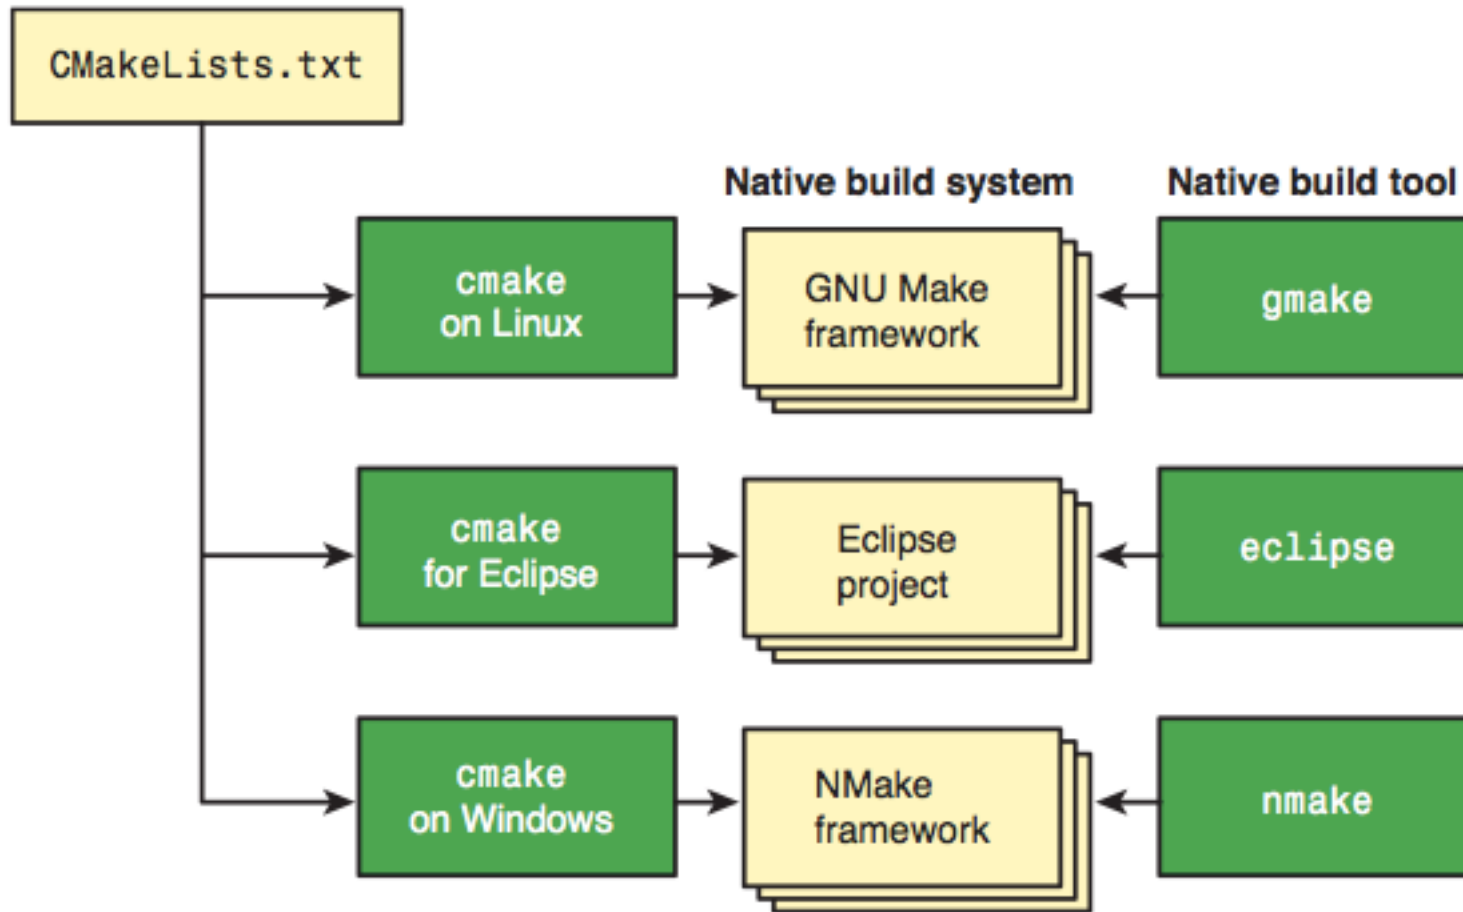 CMakeLists.txt
Native build system
Native build tool
cmake
on Linux
GNU Make
framework
gmake
cmake
for Eclipse
Eclipse
project
eclipse
cmake
on Windows
NMake
framework
nmake